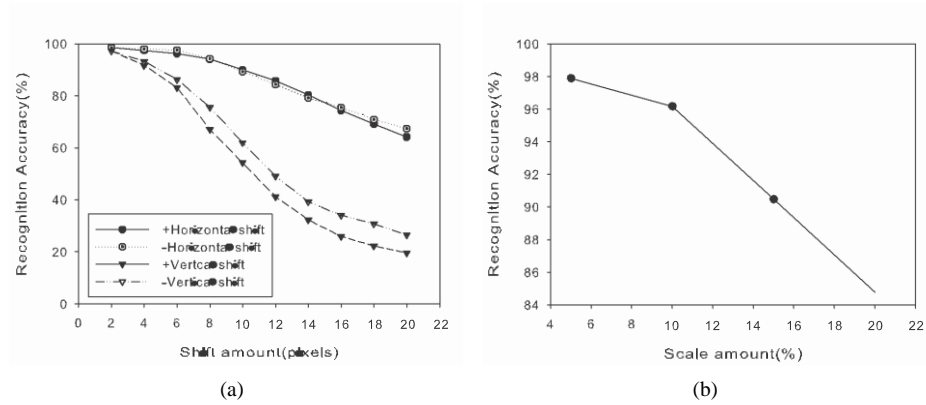 Recognition Accuracy(%)
100
80
60
40
20
0
+Horizontal shift
-Horizontal shift
+Vertcal shift
-Vertical shift
0 2 4 6 8 10 12 14 16 18 20 22
Shift amount(pixels)
(a)
Recognition Accuracy(%)
100
98
96
94
92
90
88
86
84
4 6 8 10 12 14 16 18 20 22
Scale amount(%)
(b)